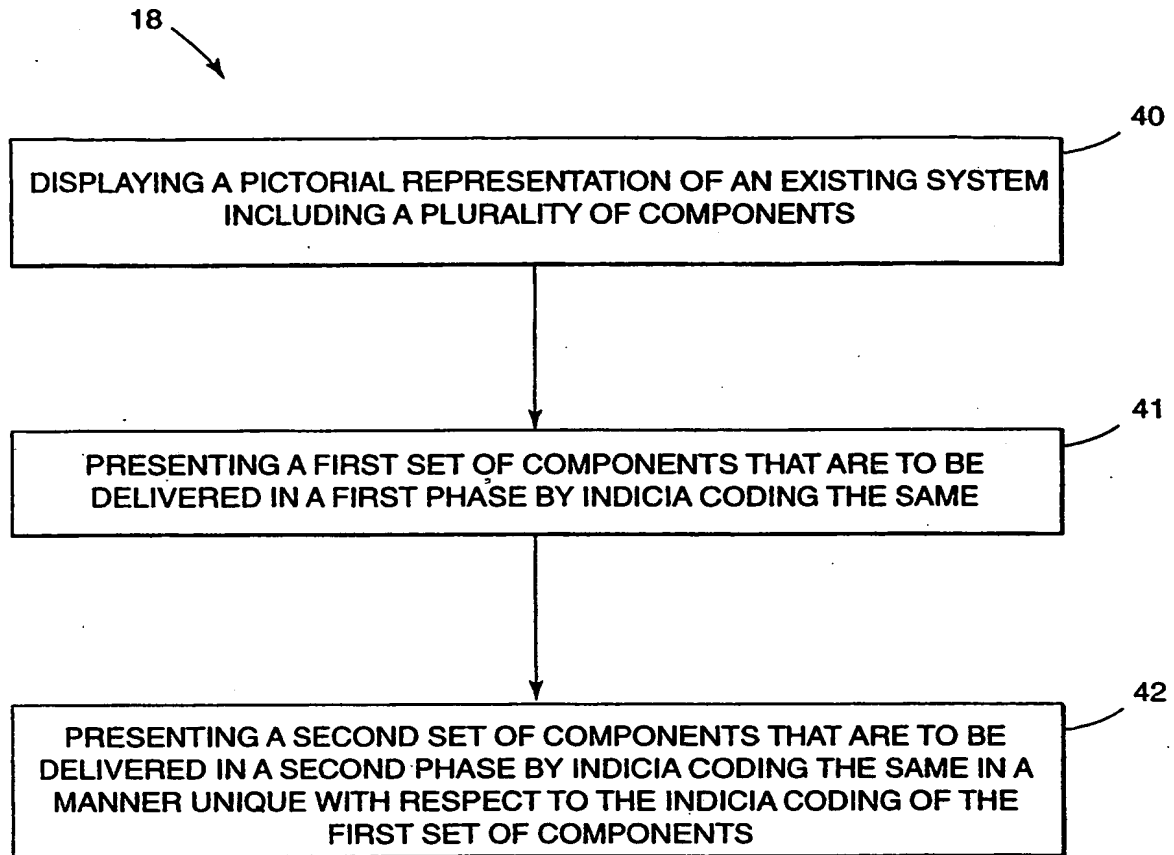 18
40
DISPLAYING A PICTORIAL REPRESENTATION OF AN EXISTING SYSTEM
INCLUDING A PLURALITY OF COMPONENTS
41
PRESENTING A FIRST SET OF COMPONENTS THAT ARE TO BE
DELIVERED IN A FIRST PHASE BY INDICIA CODING THE SAME
42
PRESENTING A SECOND SET OF COMPONENTS THAT ARE TO BE
DELIVERED IN A SECOND PHASE BY INDICIA CODING THE SAME IN A
MANNER UNIQUE WITH RESPECT TO THE INDICIA CODING OF THE
FIRST SET OF COMPONENTS